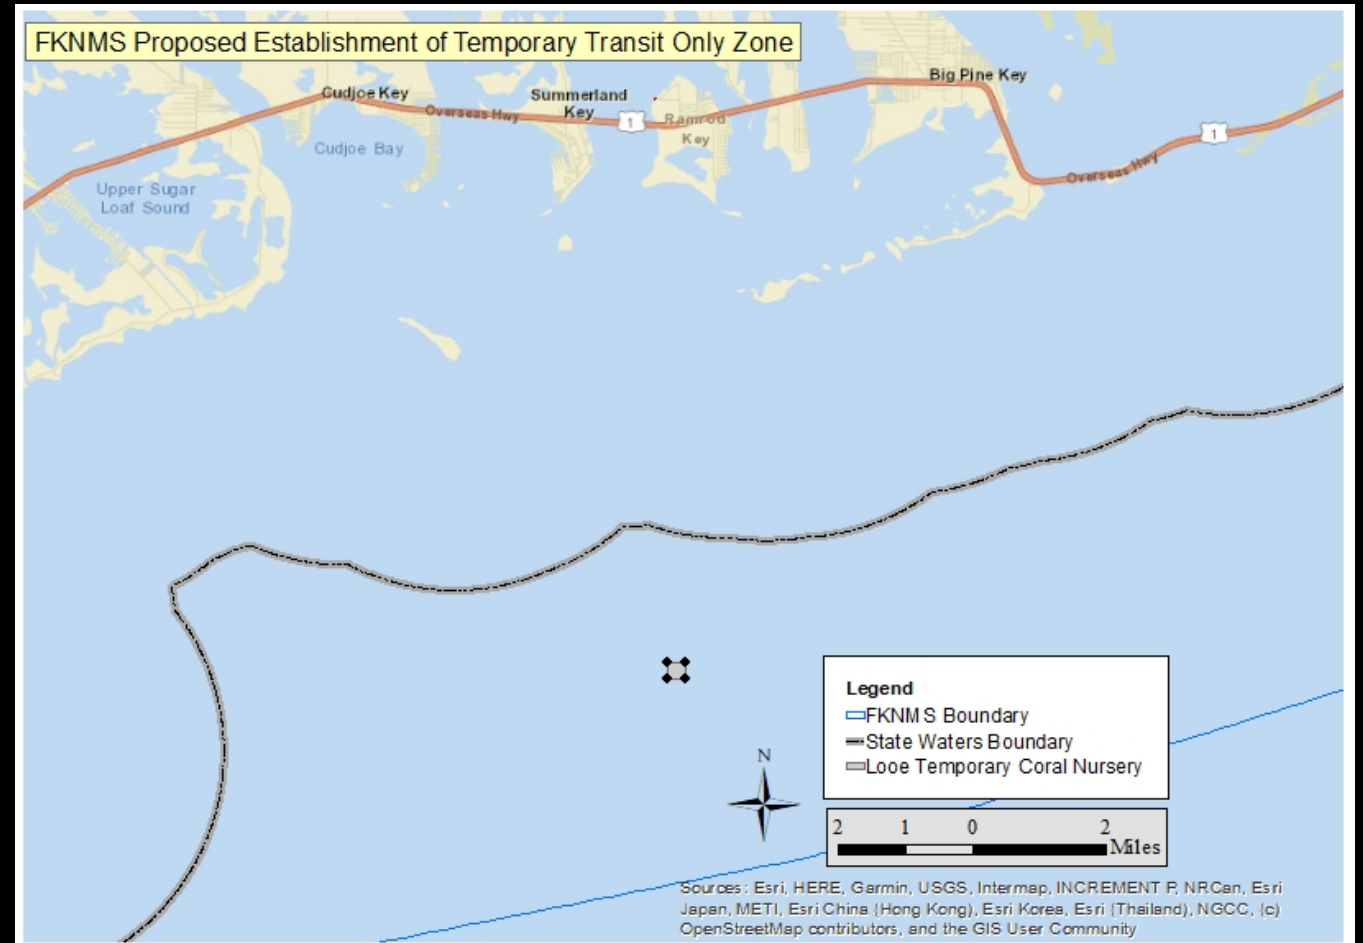 FKNMS Proposed Establishment of Temporary Transit Only Zone
Big Pine Key
Cudjoe Key
Summerland
Key
Overseas Hwy
1
Ramrod
Key
1
Cudjoe Bay
Overseas Hwy
Upper Sugar
Loaf Sound
Legend
FKNMS Boundary
State Waters Boundary
Looe Temporary Coral Nursery
N
2 1 0 2
Miles
Sources: Esri, HERE, Garmin, USGS, Intermap, INCREMENT P, NRCan, Esri
Japan, METI, Esri China (Hong Kong), Esri Korea, Esri (Thailand), NGCC, (c)
OpenStreetMap contributors, and the GIS User Community